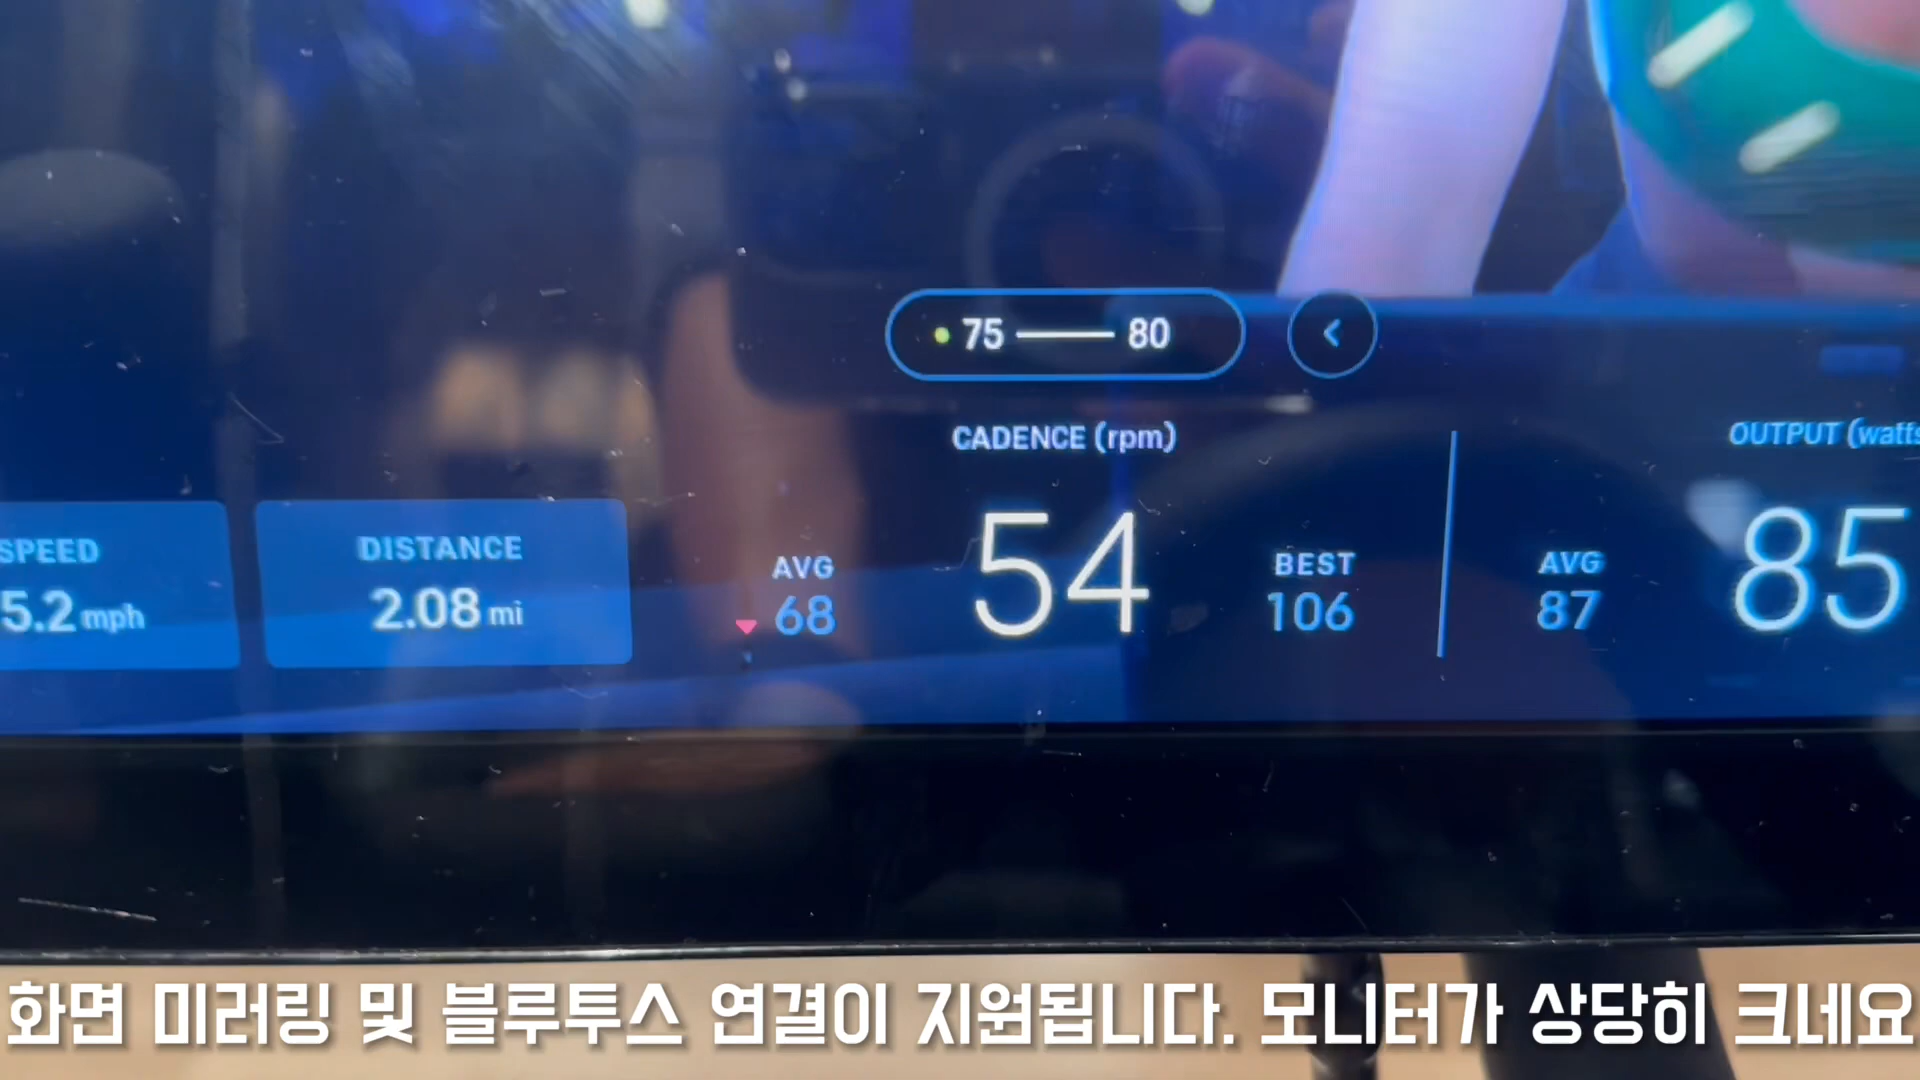 75 80
CADENCE (rpm)
OUTPUT (watts
SPEED
5.2 mph
DISTANCE
2.08 mi
AVG
68
54
BEST
106
AVG
87
85
화면 미러링 및 블루투스 연결이 지원됩니다. 모니터가 상당히 크네요